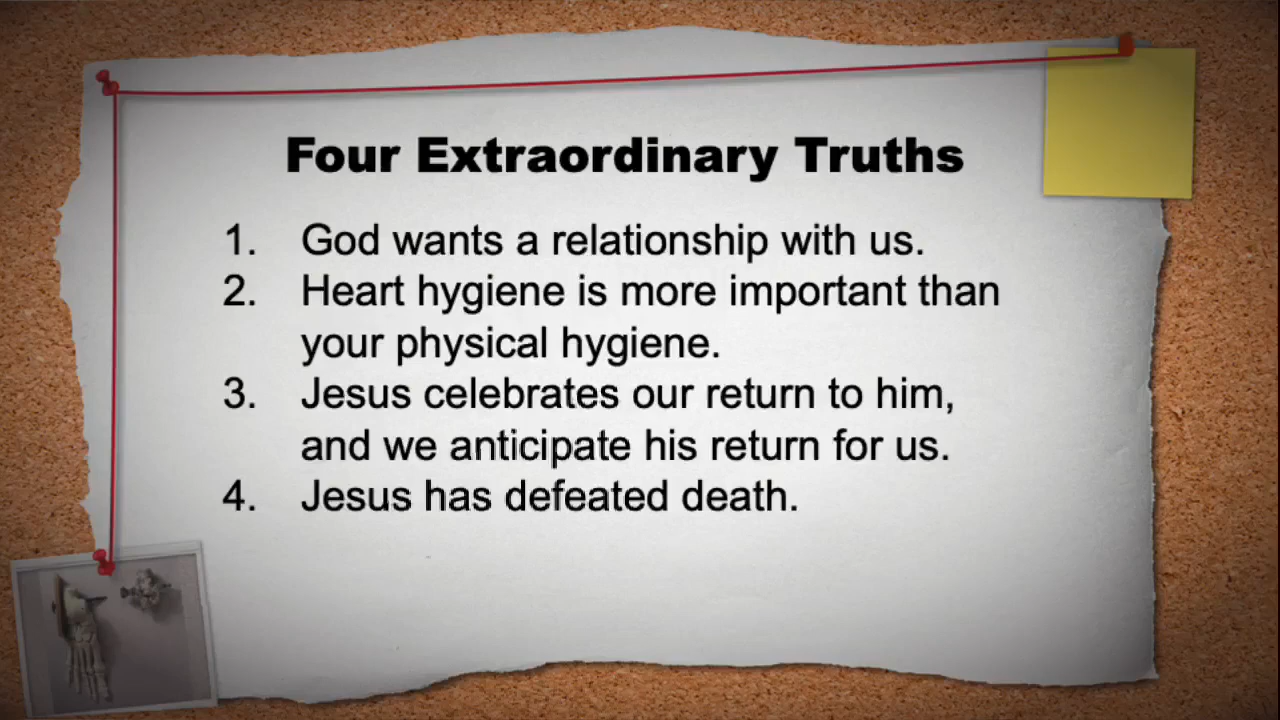 Four Extraordinary Truths
1. God wants a relationship with us.
2. Heart hygiene is more important than
your physical hygiene.
3. Jesus celebrates our return to him,
and we anticipate his return for us.
4. Jesus has defeated death.